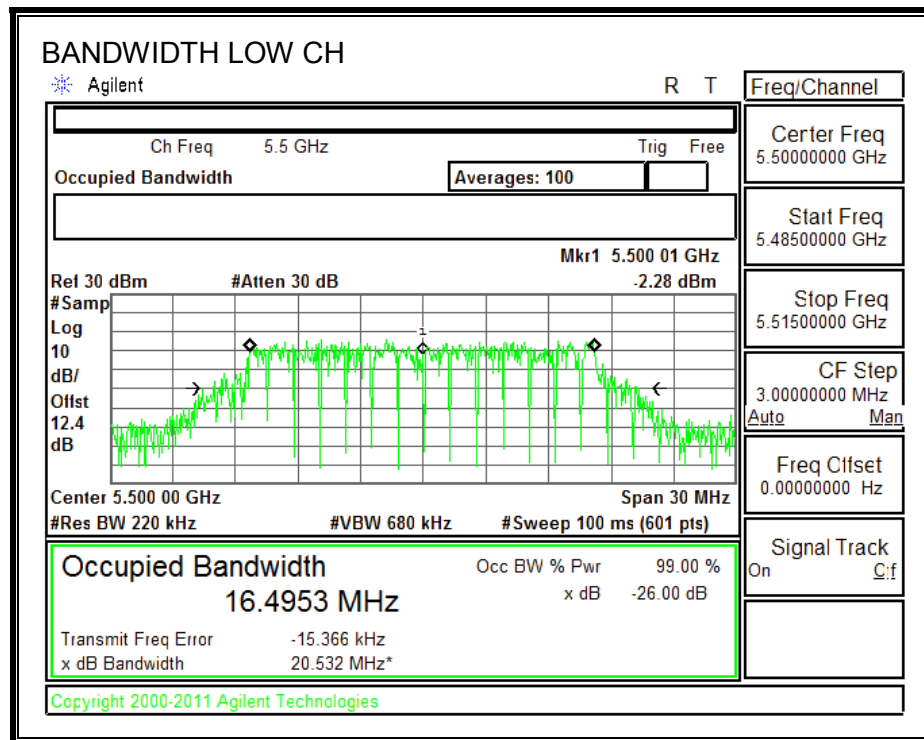 BANDWIDTH LOW CH
Agilent R T
Freq/Channel
Ch Freq 5.5 GHz Trig Free
Occupied Bandwidth Averages: 100
Center Freq
5.50000000 GHz
Start Freq
5.48500000 GHz
Mkr1 5.500 01 GHz
Ref 30 dBm #Atten 30 dB -2.28 dBm
#Samp
Log
10
dB/
Offst
12.4
dB
1
Stop Freq
5.51500000 GHz
CF Step
3.00000000 MHz
Auto Man
Freq Offset
0.00000000 Hz
Center 5.500 00 GHz Span 30 MHz
#Res BW 220 kHz #VBW 680 kHz #Sweep 100 ms (601 pts)
Signal Track
On Off
Occupied Bandwidth Occ BW % Pwr 99.00 %
16.4953 MHz x dB -26.00 dB
Transmit Freq Error -15.366 kHz
x dB Bandwidth 20.532 MHz*
Copyright 2000-2011 Agilent Technologies